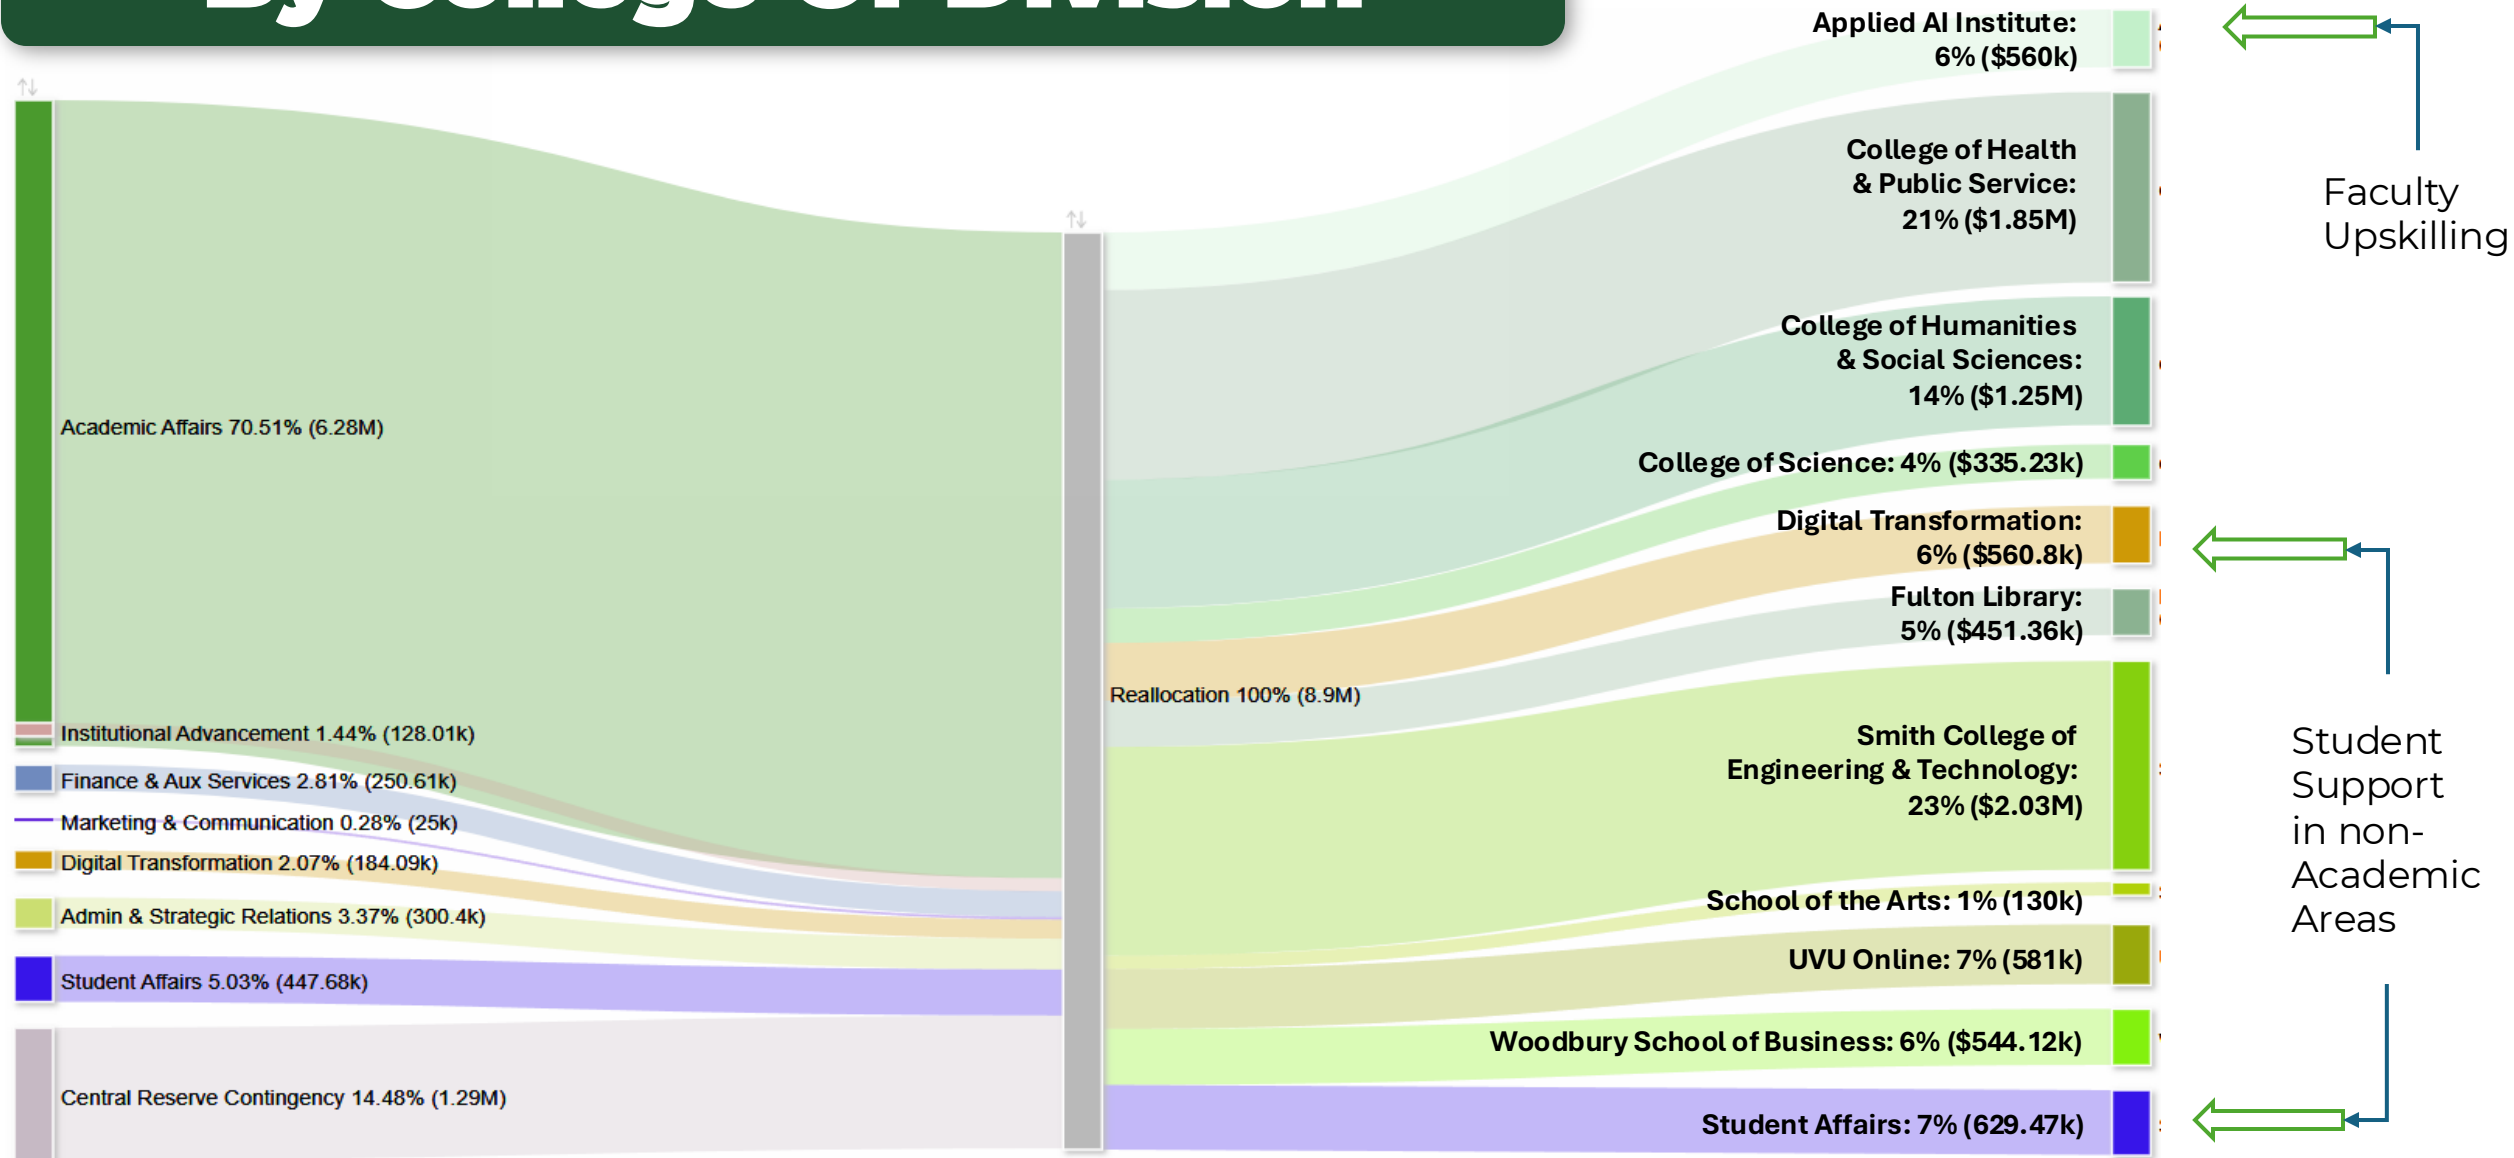 By College or Division
Academic Affairs 70.51% (6.28M)
Institutional Advancement 1.44% (128.01k)
Finance & Aux Services 2.81% (250.61k)
Marketing & Communication 0.28% (25k)
Digital Transformation 2.07% (184.09k)
Admin & Strategic Relations 3.37% (300.4k)
Student Affairs 5.03% (447.68k)
Central Reserve Contingency 14.48% (1.29M)
Reallocation 100% (8.9M)
Applied AI Institute:
6% ($560k)
College of Health
& Public Service:
21% ($1.85M)
College of Humanities
& Social Sciences:
14% ($1.25M)
College of Science: 4% ($335.23k)
Digital Transformation:
6% ($560.8k)
Fulton Library:
5% ($451.36k)
Smith College of
Engineering & Technology:
23% ($2.03M)
School of the Arts: 1% (130k)
UVU Online: 7% (581k)
Woodbury School of Business: 6% ($544.12k)
Student Affairs: 7% (629.47k)
Faculty
Upskilling
Student
Support
in non-
Academic
Areas